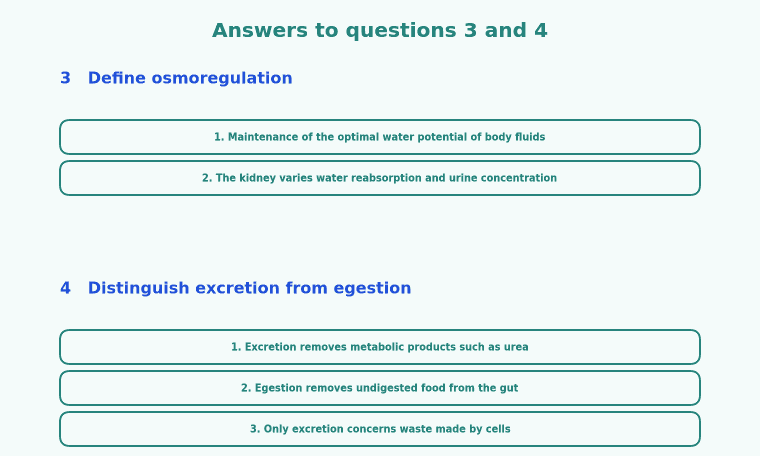 Answers to questions 3 and 4
3 Define osmoregulation
1. Maintenance of the optimal water potential of body fluids
2. The kidney varies water reabsorption and urine concentration
4 Distinguish excretion from egestion
1. Excretion removes metabolic products such as urea
2. Egestion removes undigested food from the gut
3. Only excretion concerns waste made by cells